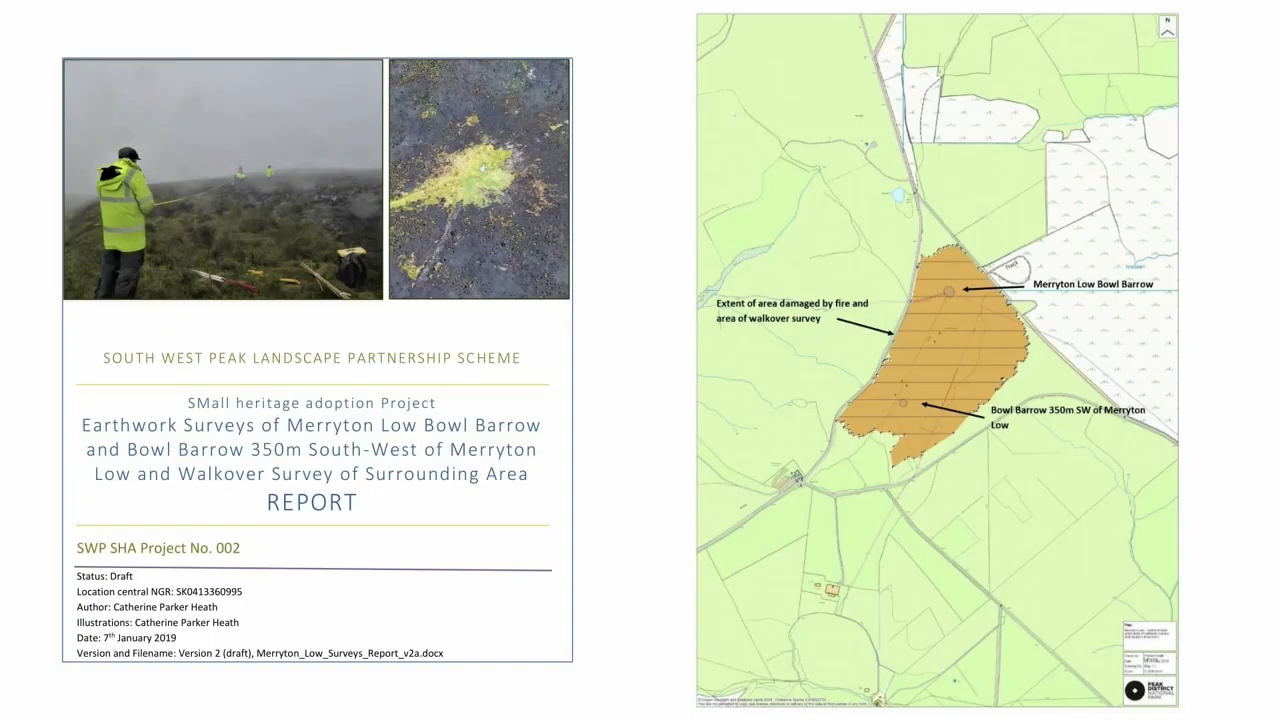 SOUTH WEST PEAK LANDSCAPE PARTNERSHIP SCHEME
SMall heritage adoption Project
Earthwork Surveys of Merryton Low Bowl Barrow
and Bowl Barrow 350m South-West of Merryton
Low and Walkover Survey of Surrounding Area
REPORT
SWP SHA Project No. 002
Status: Draft
Location central NGR: SK0413360995
Author: Catherine Parker Heath
Illustrations: Catherine Parker Heath
Date: 7th January 2019
Version and Filename: Version 2 (draft), Merryton_Low_Surveys_Report_v2a.docx
N
Track
Merryton Low Bowl Barrow
Extent of area damaged by fire and
area of walkover survey
Bowl Barrow 350m SW of Merryton
Low
PEAK
DISTRICT
NATIONAL
PARK